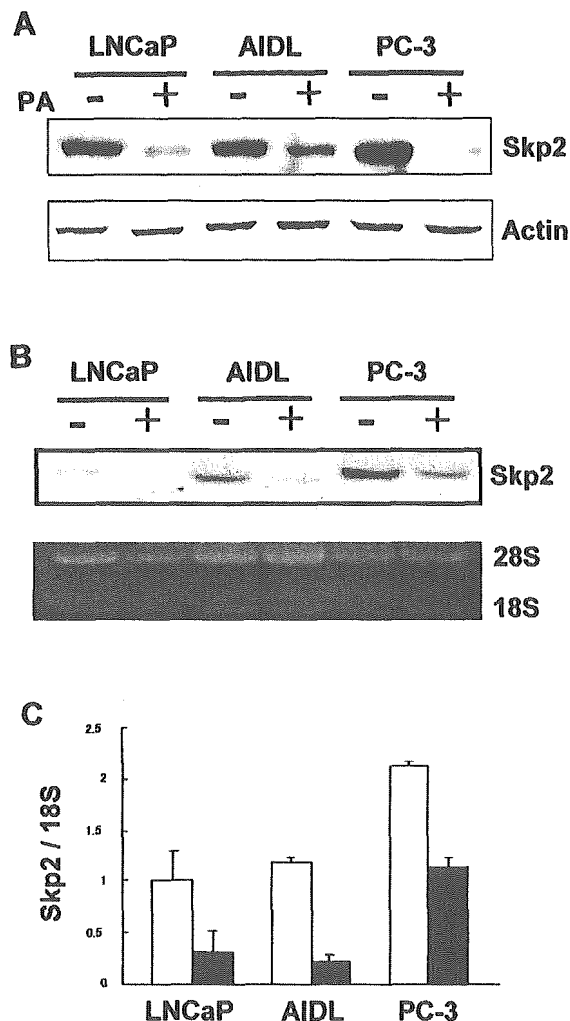 A
LNCaP AIDL PC-3
PA - + - + - +
Skp2
Actin
B
LNCaP AIDL PC-3
- + - + - +
Skp2
28S
18S
C
Skp2 / 18S
2.5
2
1.5
1
0.5
0
LNCaP AIDL PC-3